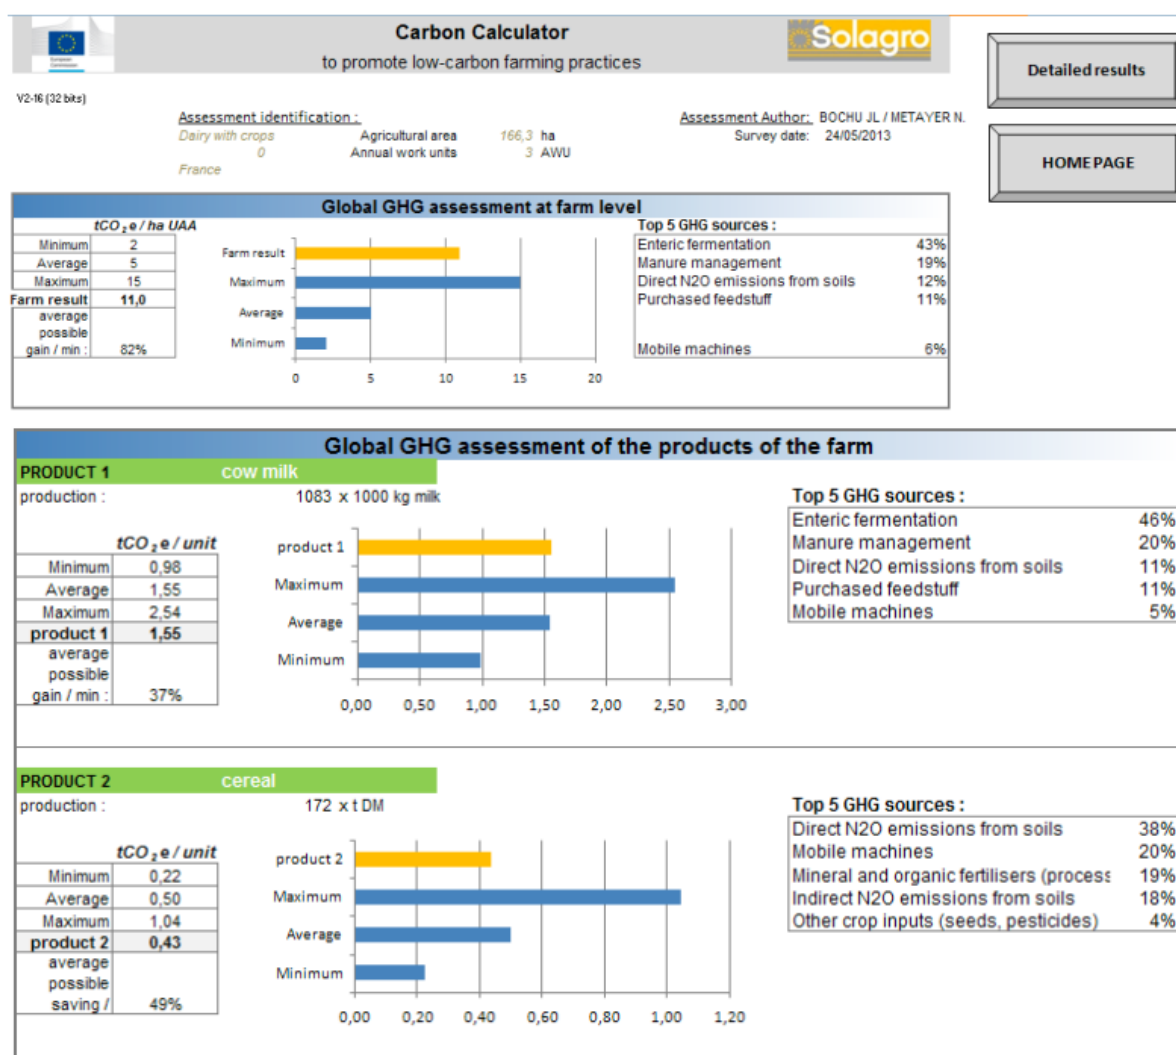 Carbon Calculator
to promote low-carbon farming practices
European
Commission
Solagro
Detailed results
HOME PAGE
V2-16 (32 bits)
Assessment identification :
Dairy with crops Agricultural area 166,3 ha
0 Annual work units 3 AWU
France
Assessment Author: BOCHU JL / METAYER N.
Survey date: 24/05/2013
Global GHG assessment at farm level
tCO₂e / ha UAA
Minimum 2
Average 5
Maximum 15
Farm result 11,0
average
possible
gain / min : 82%
Farm result
Maximum
Average
Minimum
0 5 10 15 20
Top 5 GHG sources :
Enteric fermentation 43%
Manure management 19%
Direct N2O emissions from soils 12%
Purchased feedstuff 11%
Mobile machines 6%
Global GHG assessment of the products of the farm
PRODUCT 1 cow milk
production : 1083 x 1000 kg milk
tCO₂e / unit
Minimum 0,98
Average 1,55
Maximum 2,54
product 1 1,55
average
possible
gain / min : 37%
product 1
Maximum
Average
Minimum
0,00 0,50 1,00 1,50 2,00 2,50 3,00
Top 5 GHG sources :
Enteric fermentation 46%
Manure management 20%
Direct N2O emissions from soils 11%
Purchased feedstuff 11%
Mobile machines 5%
PRODUCT 2 cereal
production : 172 x t DM
tCO₂e / unit
Minimum 0,22
Average 0,50
Maximum 1,04
product 2 0,43
average
possible
saving / 49%
product 2
Maximum
Average
Minimum
0,00 0,20 0,40 0,60 0,80 1,00 1,20
Top 5 GHG sources :
Direct N2O emissions from soils 38%
Mobile machines 20%
Mineral and organic fertilisers (process 19%
Indirect N2O emissions from soils 18%
Other crop inputs (seeds, pesticides) 4%